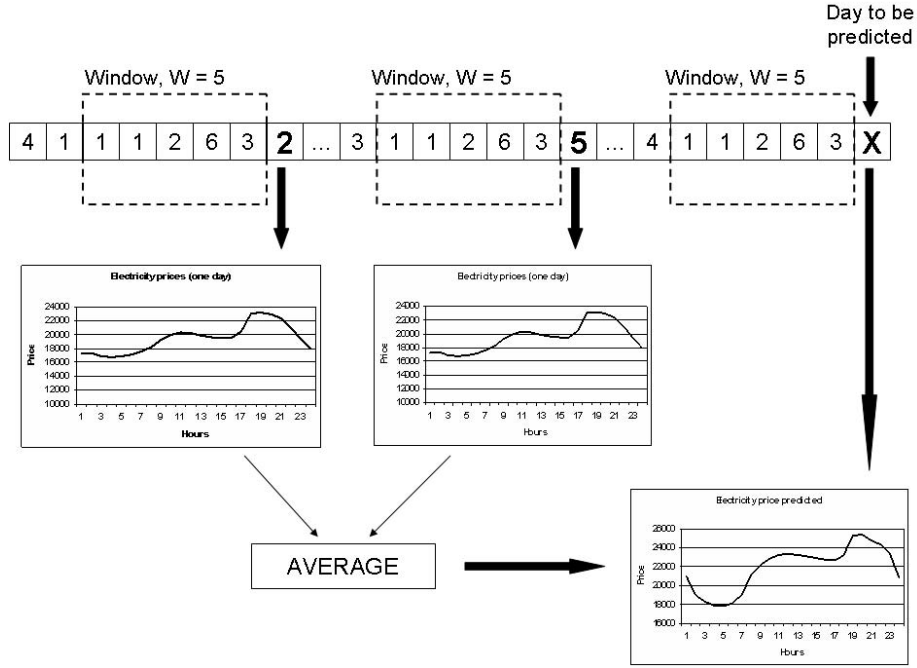 Day to be
predicted
Window, W = 5
Window, W = 5
Window, W = 5
4 1 1 1 2 6 3 2 ... 3 1 1 2 6 3 5 ... 4 1 1 2 6 3 X
Electricity prices (one day)
24000
22000
20000
18000
16000
14000
12000
10000
Price
1 3 5 7 9 11 13 15 17 19 21 23
Hours
Electricity prices (one day)
24000
22000
20000
18000
16000
14000
12000
10000
Price
1 3 5 7 9 11 13 15 17 19 21 23
Hours
AVERAGE
Electricity price predicted
26000
24000
22000
20000
18000
16000
Price
1 3 5 7 9 11 13 15 17 19 21 23
Hours